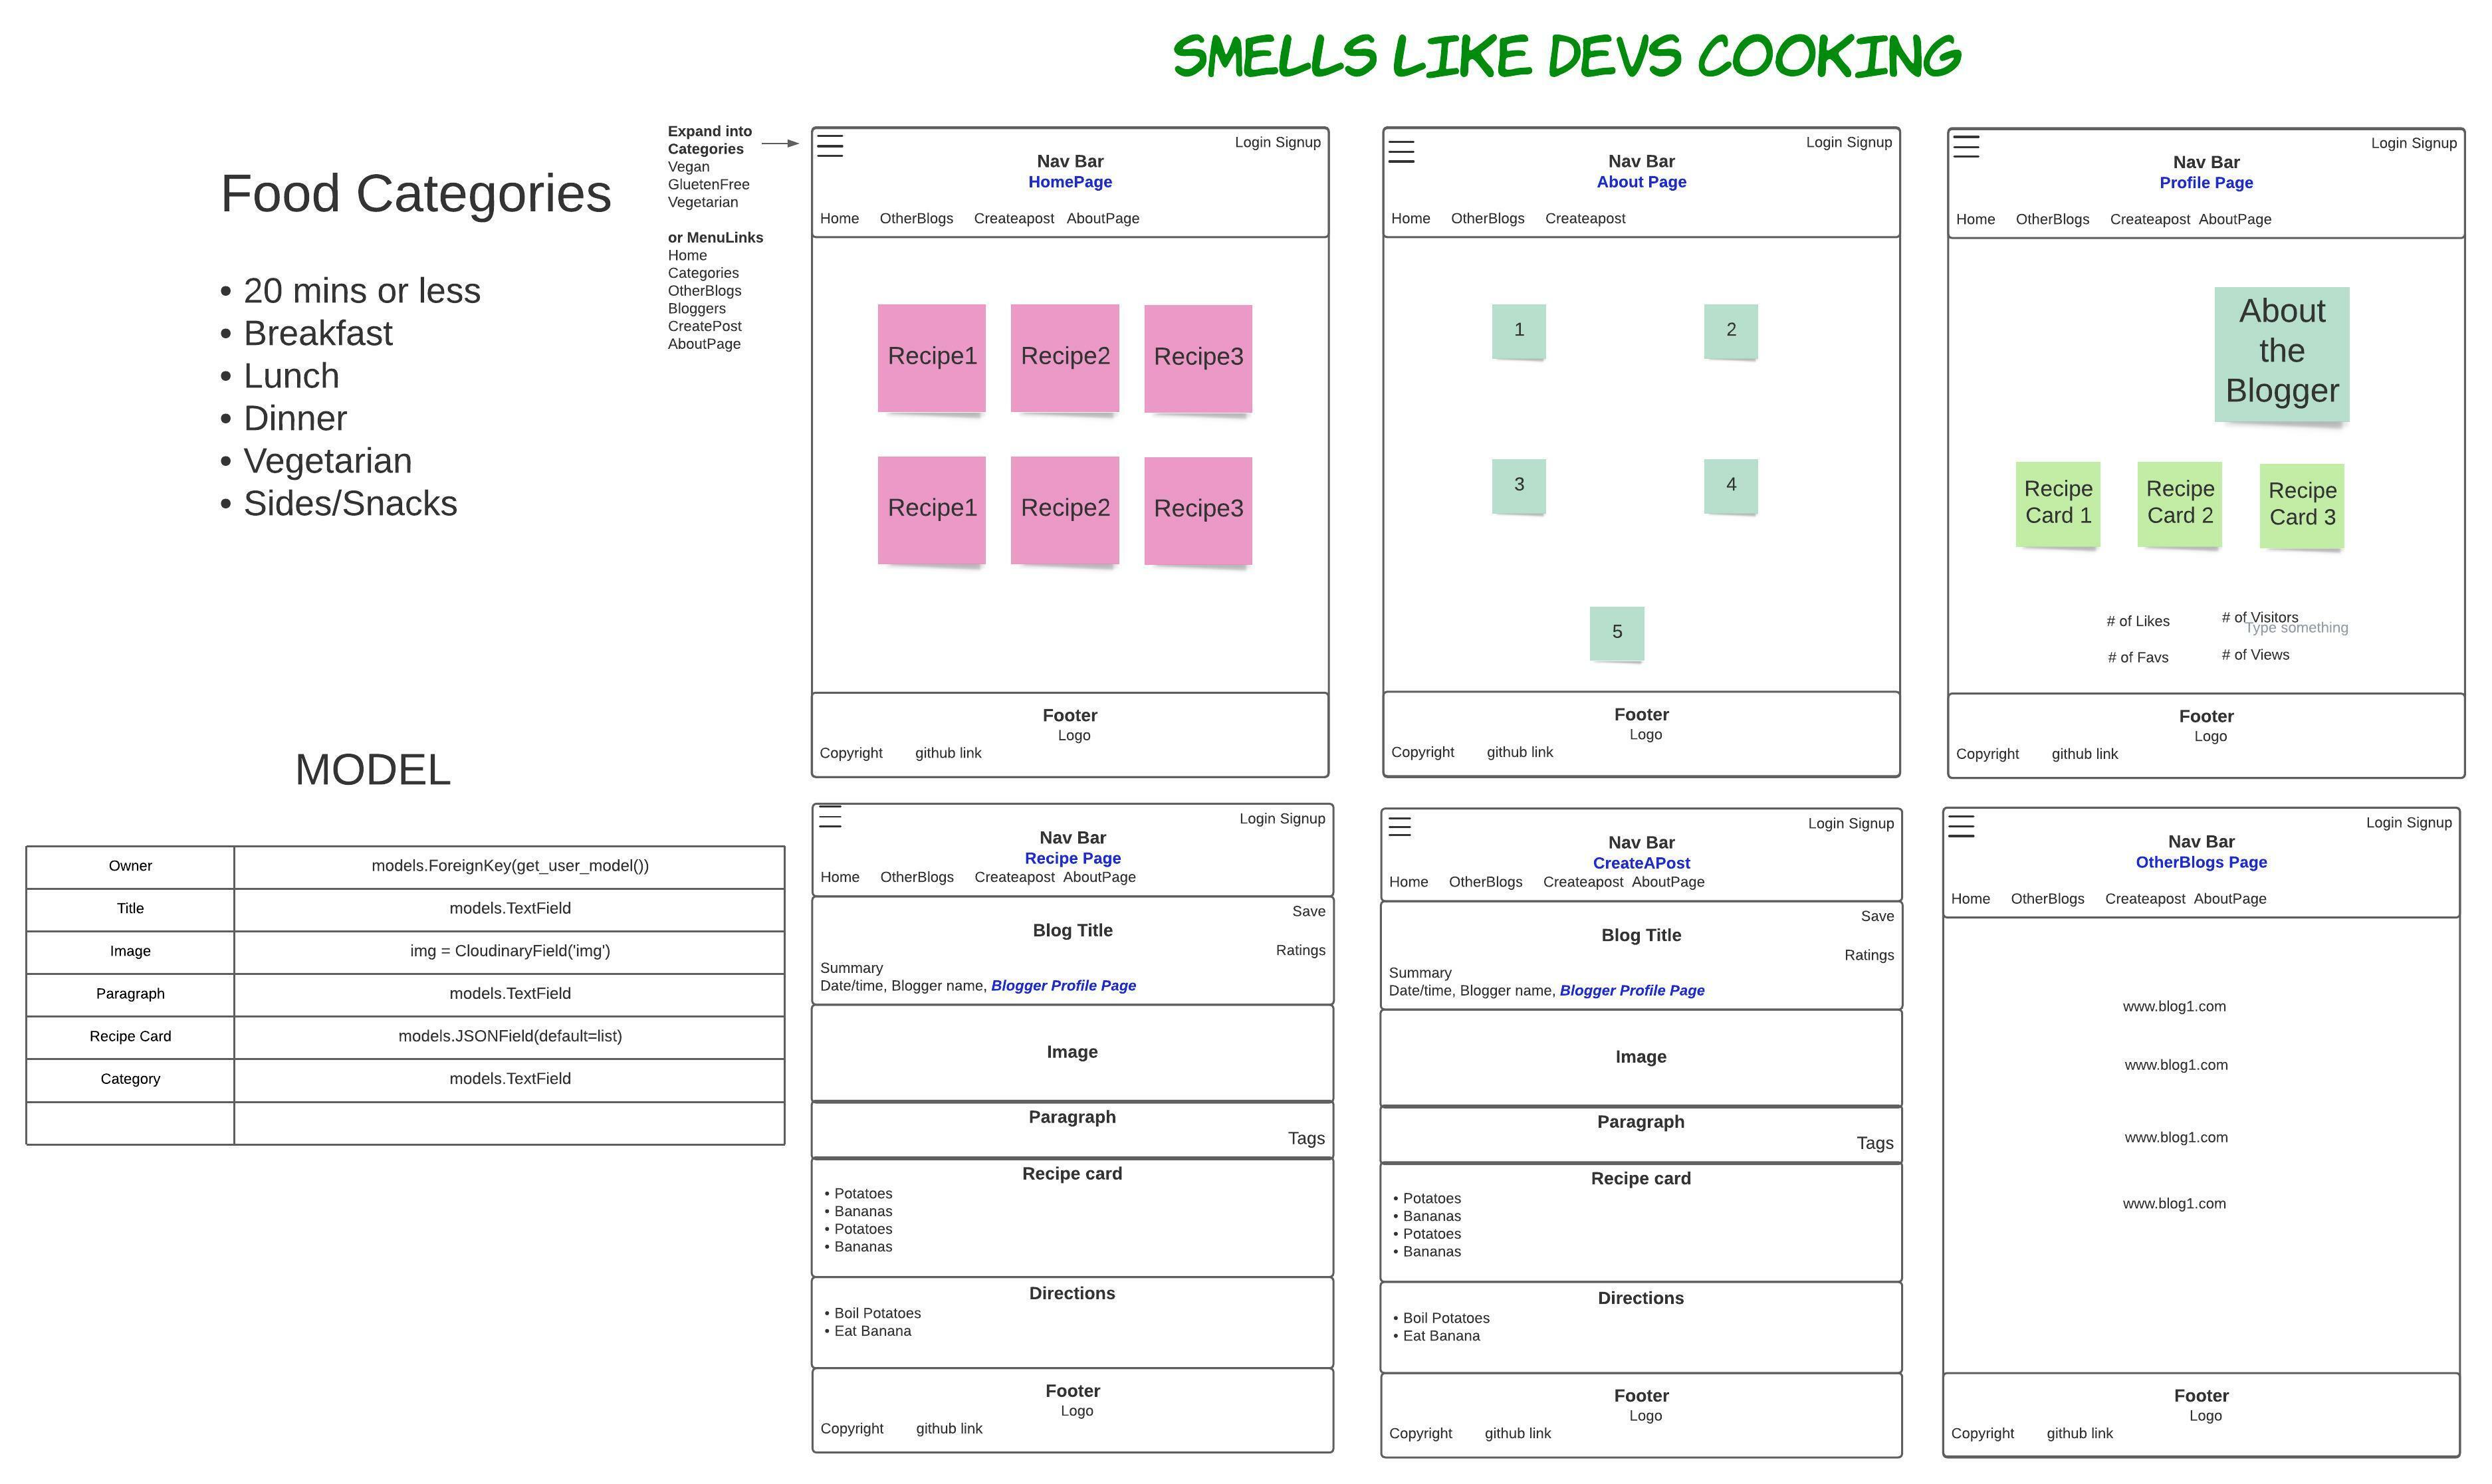 SMELLS LIKE DEVS COOKING
Food Categories
• 20 mins or less
• Breakfast
• Lunch
• Dinner
• Vegetarian
• Sides/Snacks
Expand into
Categories
Vegan
GluetenFree
Vegetarian
or MenuLinks
Home
Categories
OtherBlogs
Bloggers
CreatePost
AboutPage
Login Signup
Nav Bar
HomePage
Home OtherBlogs Createapost AboutPage
Recipe1 Recipe2 Recipe3
Recipe1 Recipe2 Recipe3
Footer
Logo
Copyright github link
Login Signup
Nav Bar
About Page
Home OtherBlogs Createapost
1 2
3 4
5
Footer
Logo
Copyright github link
Login Signup
Nav Bar
Profile Page
Home OtherBlogs Createapost AboutPage
About
the
Blogger
Recipe
Card 1
Recipe
Card 2
Recipe
Card 3
# of Likes # of Visitors
Type something
# of Favs # of Views
Footer
Logo
Copyright github link
MODEL
Owner models.ForeignKey(get_user_model())
Title models.TextField
Image img = CloudinaryField('img')
Paragraph models.TextField
Recipe Card models.JSONField(default=list)
Category models.TextField
Login Signup
Nav Bar
Recipe Page
Home OtherBlogs Createapost AboutPage
Save
Blog Title
Ratings
Summary
Date/time, Blogger name, Blogger Profile Page
Image
Paragraph
Tags
Recipe card
• Potatoes
• Bananas
• Potatoes
• Bananas
Directions
• Boil Potatoes
• Eat Banana
Footer
Logo
Copyright github link
Login Signup
Nav Bar
CreateAPost
Home OtherBlogs Createapost AboutPage
Save
Blog Title
Ratings
Summary
Date/time, Blogger name, Blogger Profile Page
Image
Paragraph
Tags
Recipe card
• Potatoes
• Bananas
• Potatoes
• Bananas
Directions
• Boil Potatoes
• Eat Banana
Footer
Logo
Copyright github link
Login Signup
Nav Bar
OtherBlogs Page
Home OtherBlogs Createapost AboutPage
www.blog1.com
www.blog1.com
www.blog1.com
www.blog1.com
Footer
Logo
Copyright github link